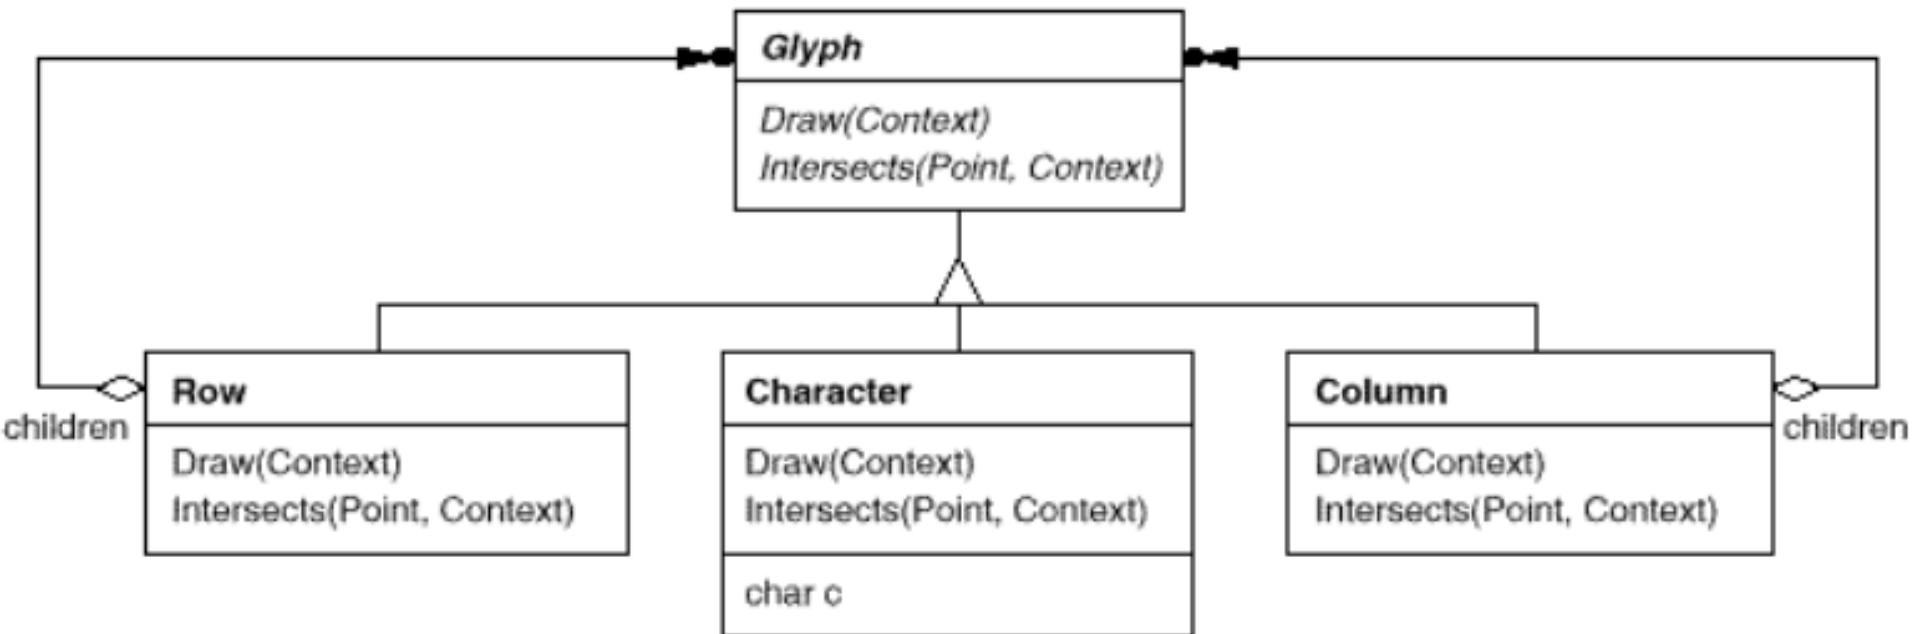 Glyph
Draw(Context)
Intersects(Point, Context)
children
Row
Draw(Context)
Intersects(Point, Context)
Character
Draw(Context)
Intersects(Point, Context)
char c
Column
Draw(Context)
Intersects(Point, Context)
children